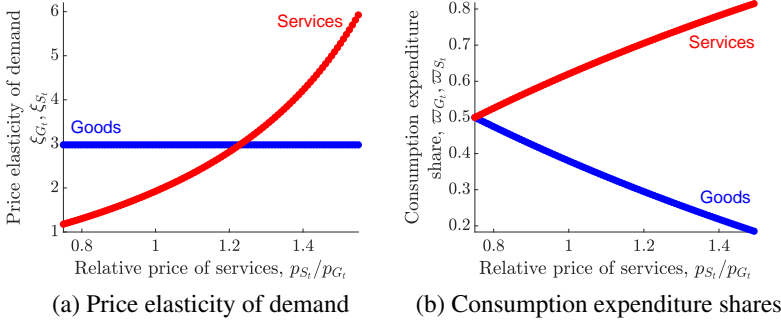 Price elasticity of demand
ξ_{G_t}, ξ_{S_t}
6
5
4
3
2
1
Services
Goods
0.8 1 1.2 1.4
Relative price of services, p_{S_t}/p_{G_t}
(a) Price elasticity of demand
Consumption expenditure
share, ϖ_{G_t}, ϖ_{S_t}
0.8
0.7
0.6
0.5
0.4
0.3
0.2
Services
Goods
0.8 1 1.2 1.4
Relative price of services, p_{S_t}/p_{G_t}
(b) Consumption expenditure shares